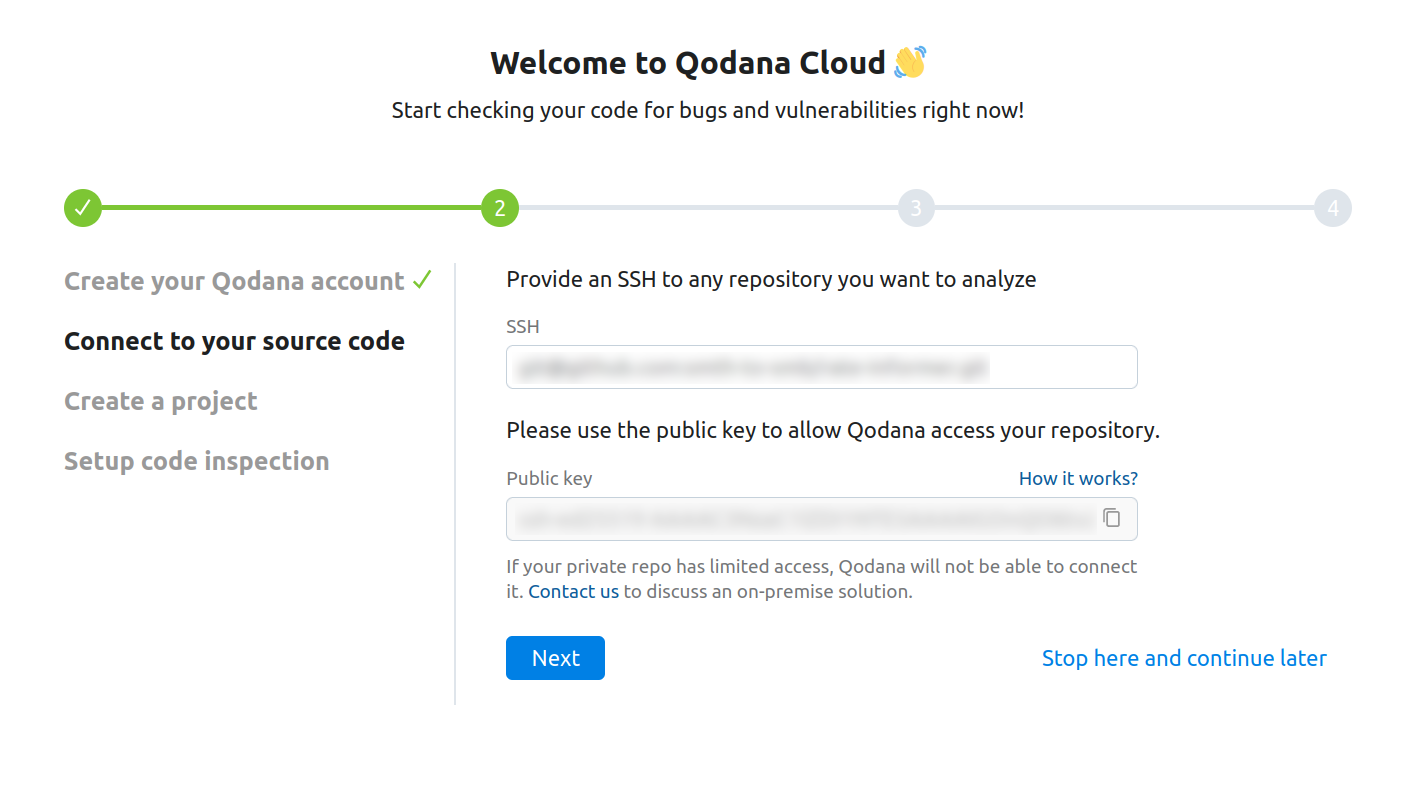 Welcome to Qodana Cloud 👋
Start checking your code for bugs and vulnerabilities right now!
2
3
4
Create your Qodana account
Connect to your source code
Create a project
Setup code inspection
Provide an SSH to any repository you want to analyze
SSH
Please use the public key to allow Qodana access your repository.
Public key
How it works?
If your private repo has limited access, Qodana will not be able to connect
it. Contact us to discuss an on-premise solution.
Next
Stop here and continue later